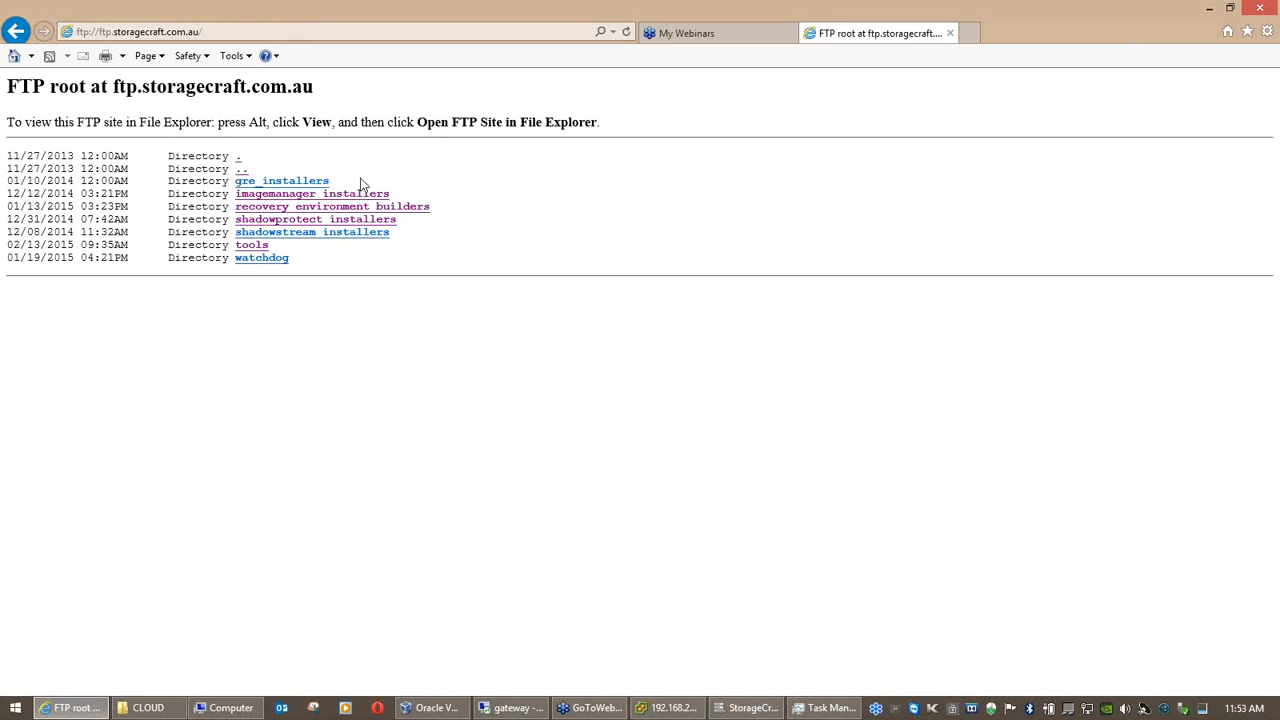 ftp://ftp.storagecraft.com.au/
My Webinars
FTP root at ftp.storagecraft....
Page
Safety
Tools
FTP root at ftp.storagecraft.com.au
To view this FTP site in File Explorer: press Alt, click View, and then click Open FTP Site in File Explorer.
11/27/2013 12:00AM Directory .
11/27/2013 12:00AM Directory ..
01/10/2014 12:00AM Directory gre_installers
12/12/2014 03:21PM Directory imagemanager installers
01/13/2015 03:23PM Directory recovery environment builders
12/31/2014 07:42AM Directory shadowprotect installers
12/08/2014 11:32AM Directory shadowstream installers
02/13/2015 09:35AM Directory tools
01/19/2015 04:21PM Directory watchdog
FTP root ...
CLOUD
Computer
Oracle V...
gateway -...
GoToWeb...
192.168.2...
StorageCr...
Task Man...
11:53 AM